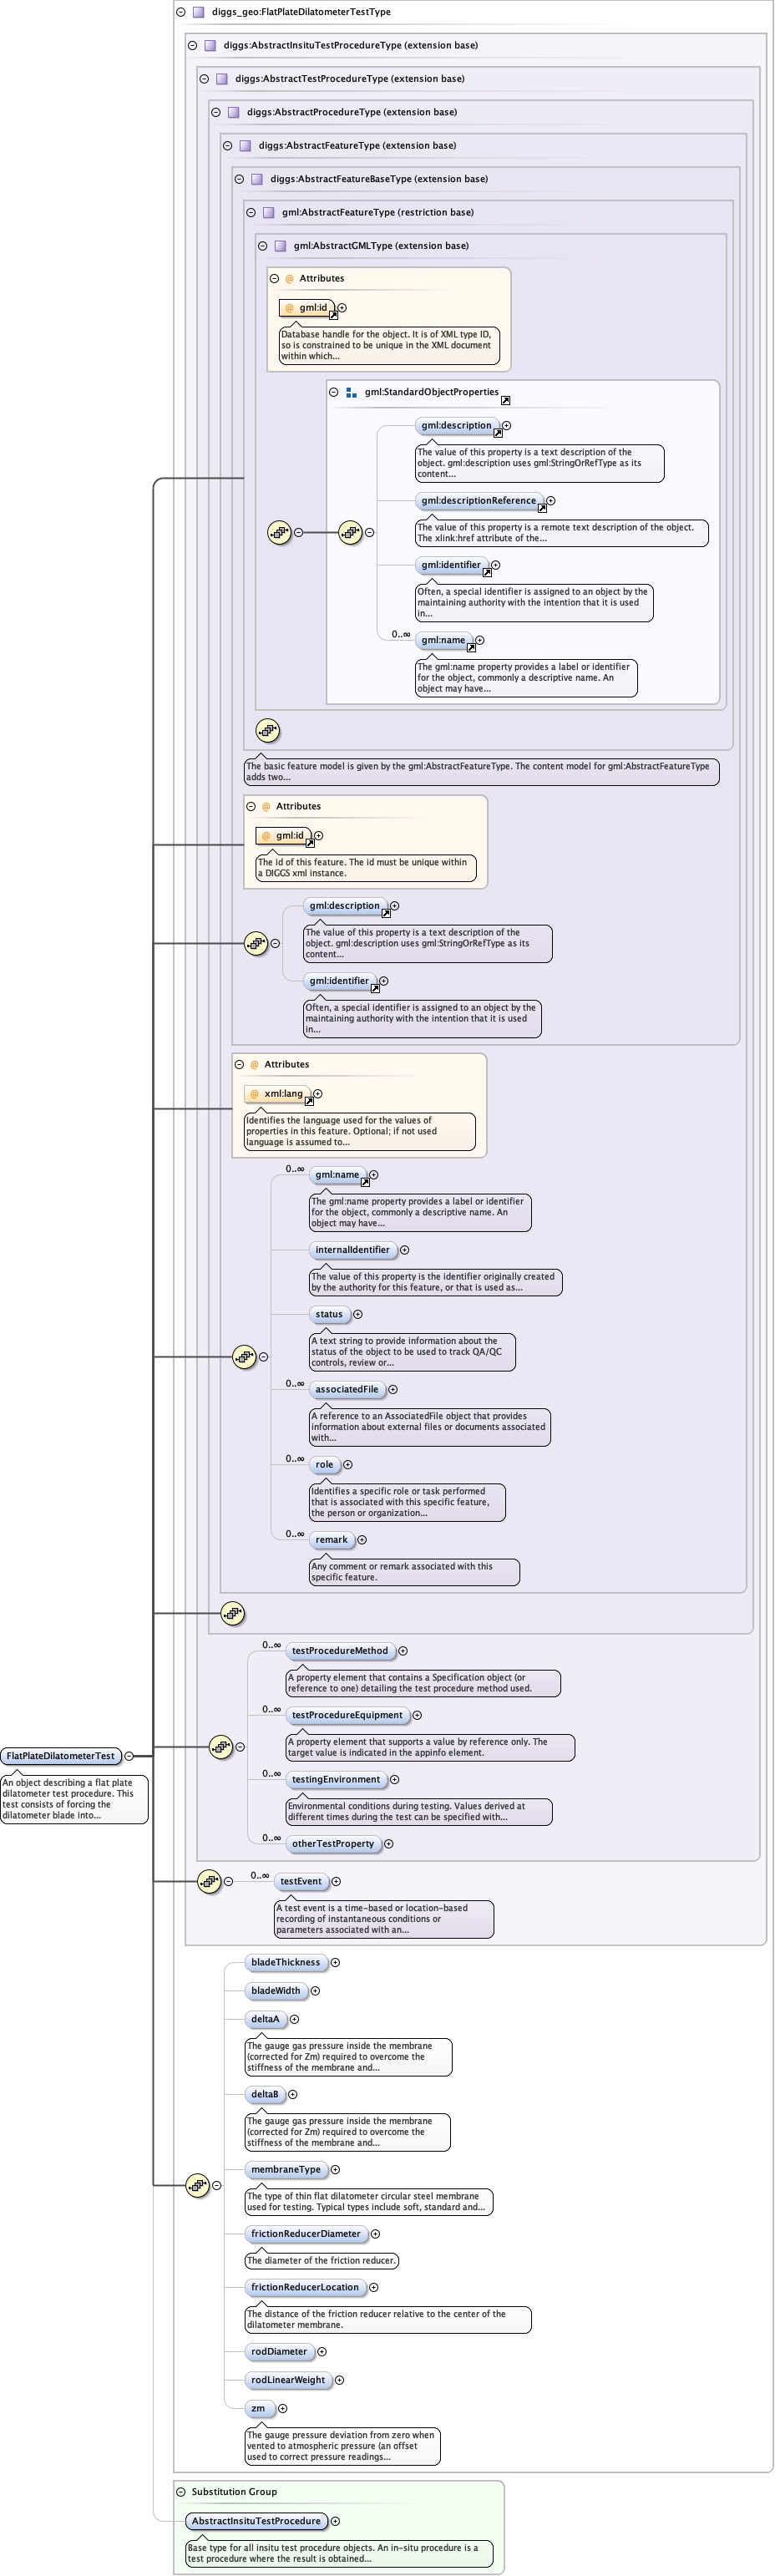 diggs_geo:FlatPlateDilatometerTestType
diggs:AbstractInsituTestProcedureType (extension base)
diggs:AbstractTestProcedureType (extension base)
diggs:AbstractProcedureType (extension base)
diggs:AbstractFeatureType (extension base)
diggs:AbstractFeatureBaseType (extension base)
gml:AbstractFeatureType (restriction base)
gml:AbstractGMLType (extension base)
@ Attributes
@ gml:id
Database handle for the object. It is of XML type ID,
so is constrained to be unique in the XML document
within which...
gml:StandardObjectProperties
gml:description
The value of this property is a text description of the
object. gml:description uses gml:StringOrRefType as its
content...
gml:descriptionReference
The value of this property is a remote text description of the object.
The xlink:href attribute of the...
gml:identifier
Often, a special identifier is assigned to an object by the
maintaining authority with the intention that it is used
in...
0..∞ gml:name
The gml:name property provides a label or identifier
for the object, commonly a descriptive name. An
object may have...
The basic feature model is given by the gml:AbstractFeatureType. The content model for gml:AbstractFeatureType
adds two...
@ Attributes
@ gml:id
The id of this feature. The id must be unique within
a DIGGS xml instance.
gml:description
The value of this property is a text description of the
object. gml:description uses gml:StringOrRefType as its
content...
gml:identifier
Often, a special identifier is assigned to an object by the
maintaining authority with the intention that it is used
in...
@ Attributes
@ xml:lang
Identifies the language used for the values of
properties in this feature. Optional; if not used
language is assumed to...
0..∞ gml:name
The gml:name property provides a label or identifier
for the object, commonly a descriptive name. An
object may have...
internalIdentifier
The value of this property is the identifier originally created
by the authority for this feature, or that is used as...
status
A text string to provide information about the
status of the object to be used to track QA/QC
controls, review or...
0..∞ associatedFile
A reference to an AssociatedFile object that provides
information about external files or documents associated
with...
0..∞ role
Identifies a specific role or task performed
that is associated with this specific feature,
the person or organization...
0..∞ remark
Any comment or remark associated with this
specific feature.
0..∞ testProcedureMethod
A property element that contains a Specification object (or
reference to one) detailing the test procedure method used.
0..∞ testProcedureEquipment
A property element that supports a value by reference only. The
target value is indicated in the appinfo element.
0..∞ testingEnvironment
Environmental conditions during testing. Values derived at
different times during the test can be specified with...
0..∞ otherTestProperty
FlatPlateDilatometerTest
An object describing a flat plate
dilatometer test procedure. This
test consists of forcing the
dilatometer blade into...
0..∞ testEvent
A test event is a time-based or location-based
recording of instantaneous conditions or
parameters associated with an...
bladeThickness
bladeWidth
deltaA
The gauge gas pressure inside the membrane
(corrected for Zm) required to overcome the
stiffness of the membrane and...
deltaB
The gauge gas pressure inside the membrane
(corrected for Zm) required to overcome the
stiffness of the membrane and...
membraneType
The type of thin flat dilatometer circular steel membrane
used for testing. Typical types include soft, standard and...
frictionReducerDiameter
The diameter of the friction reducer.
frictionReducerLocation
The distance of the friction reducer relative to the center of the
dilatometer membrane.
rodDiameter
rodLinearWeight
zm
The gauge pressure deviation from zero when
vented to atmospheric pressure (an offset
used to correct pressure readings...
Substitution Group
AbstractInsituTestProcedure
Base type for all insitu test procedure objects. An in-situ procedure is a
test procedure where the result is obtained...